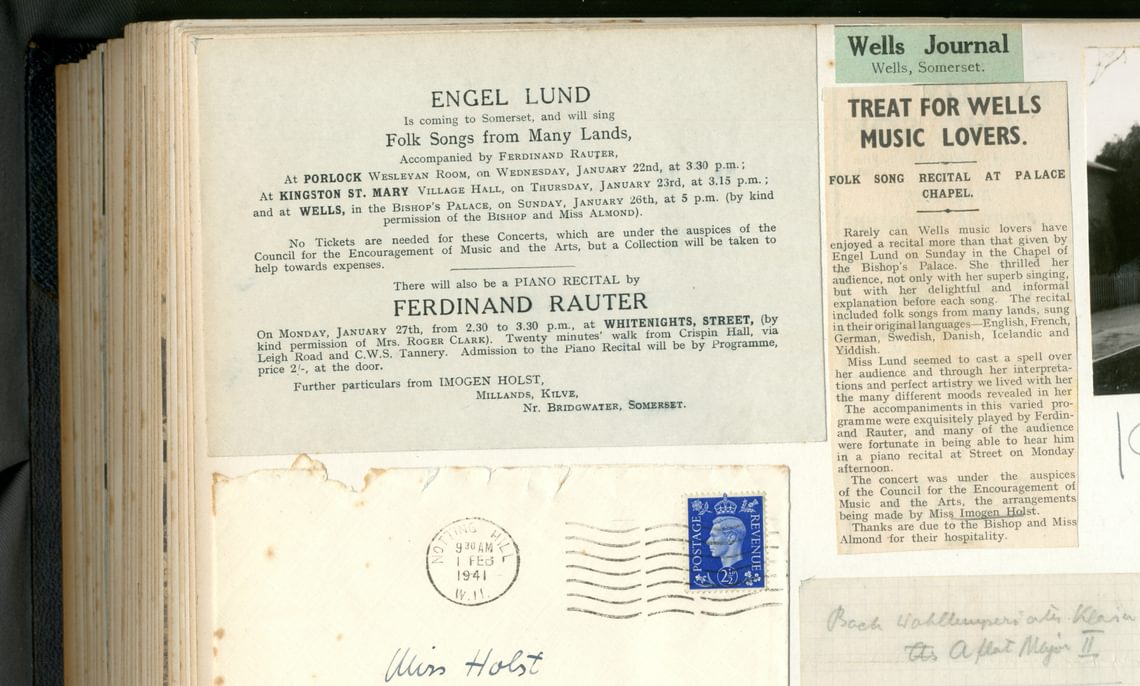 ENGEL LUND
Is coming to Somerset, and will sing
Folk Songs from Many Lands,
Accompanied by FERDINAND RAUTER,
At PORLOCK WESLEYAN ROOM, on WEDNESDAY, JANUARY 22nd, at 3.30 p.m.;
At KINGSTON ST. MARY VILLAGE HALL, on THURSDAY, JANUARY 23rd, at 3.15 p.m.;
and at WELLS, in the BISHOP'S PALACE, on SUNDAY, JANUARY 26th, at 5 p.m. (by kind
permission of the BISHOP and MISS ALMOND).
No Tickets are needed for these Concerts, which are under the auspices of the
Council for the Encouragement of Music and the Arts, but a Collection will be taken to
help towards expenses.
There will also be a PIANO RECITAL by
FERDINAND RAUTER
On MONDAY, JANUARY 27th, from 2.30 to 3.30 p.m., at WHITENIGHTS, STREET, (by
kind permission of Mrs. ROGER CLARK). Twenty minutes' walk from Crispin Hall, via
Leigh Road and C.W.S. Tannery. Admission to the Piano Recital will be by Programme,
price 2/-, at the door.
Further particulars from IMOGEN HOLST,
MILLANDS, KILVE,
Nr. BRIDGWATER, SOMERSET.
Wells Journal
Wells, Somerset.
TREAT FOR WELLS
MUSIC LOVERS.
FOLK SONG RECITAL AT PALACE
CHAPEL.
Rarely can Wells music lovers have
enjoyed a recital more than that given by
Engel Lund on Sunday in the Chapel of
the Bishop's Palace. She thrilled her
audience, not only with her superb singing,
but with her delightful and informal
explanation before each song. The recital
included folk songs from many lands, sung
in their original languages—English, French,
German, Swedish, Danish, Icelandic and
Yiddish.
Miss Lund seemed to cast a spell over
her audience and through her interpreta-
tions and perfect artistry we lived with her
the many different moods revealed in her
The accompaniments in this varied pro-
gramme were exquisitely played by Ferdin-
and Rauter, and many of the audience
were fortunate in being able to hear him
in a piano recital at Street on Monday
afternoon.
The concert was under the auspices
of the Council for the Encouragement of
Music and the Arts, the arrangements
being made by Miss Imogen Holst.
Thanks are due to the Bishop and Miss
Almond for their hospitality.
NOTTING HILL
9 30 AM
1 FEB
1941
W.11.
POSTAGE REVENUE
2½
Miss Holst
Bach
A flat Major II